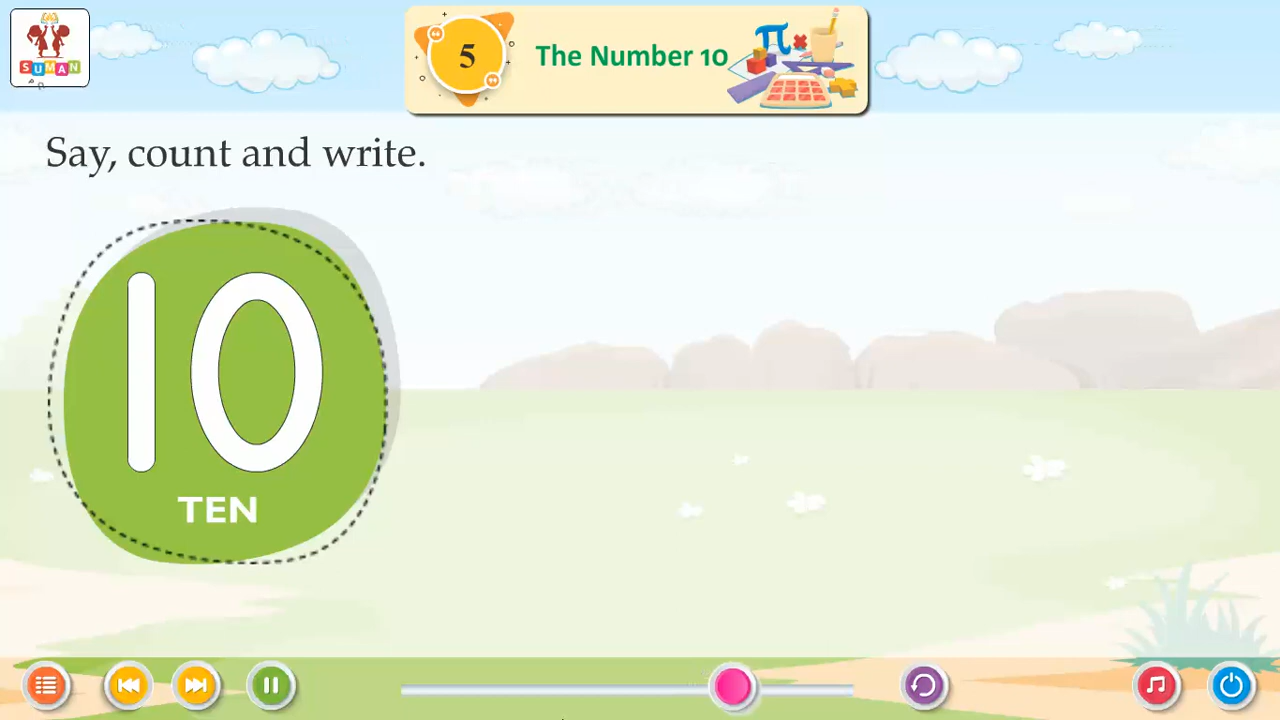 SUMAN
5
The Number 10
Say, count and write.
10
TEN